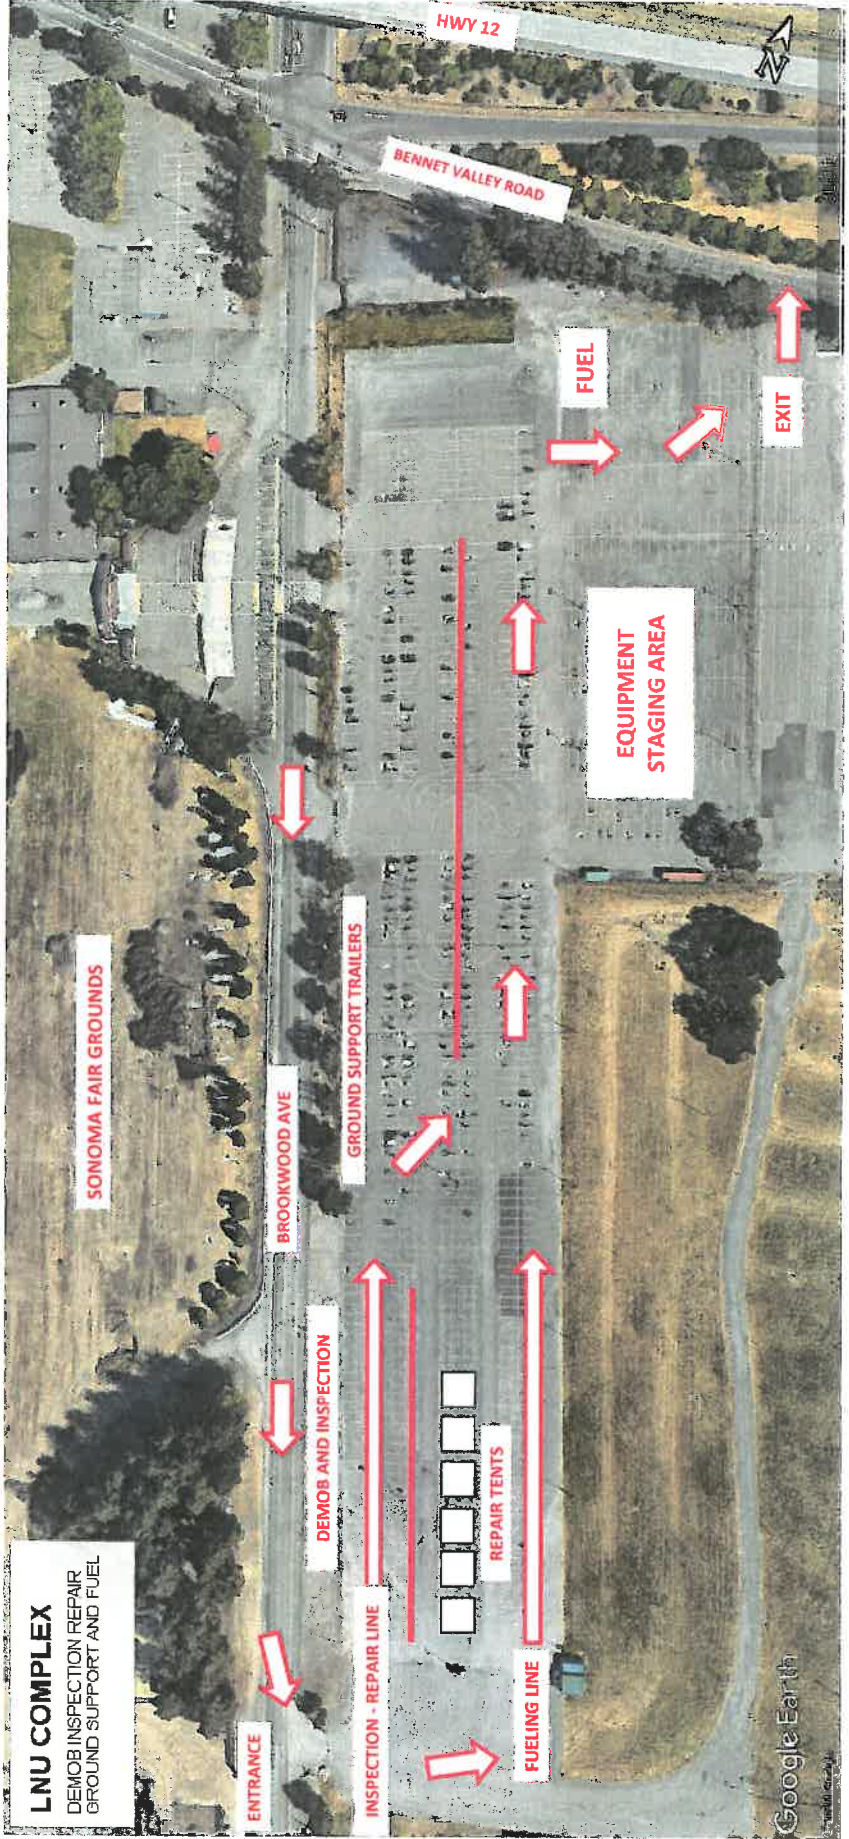 LNU COMPLEX
DEMOB INSPECTION REPAIR
GROUND SUPPORT AND FUEL
SONOMA FAIR GROUNDS
HWY 12
BENNET VALLEY ROAD
N
BROOKWOOD AVE
ENTRANCE
DEMOB AND INSPECTION
GROUND SUPPORT TRAILERS
INSPECTION - REPAIR LINE
REPAIR TENTS
FUELING LINE
FUEL
EQUIPMENT
STAGING AREA
EXIT
Google Earth